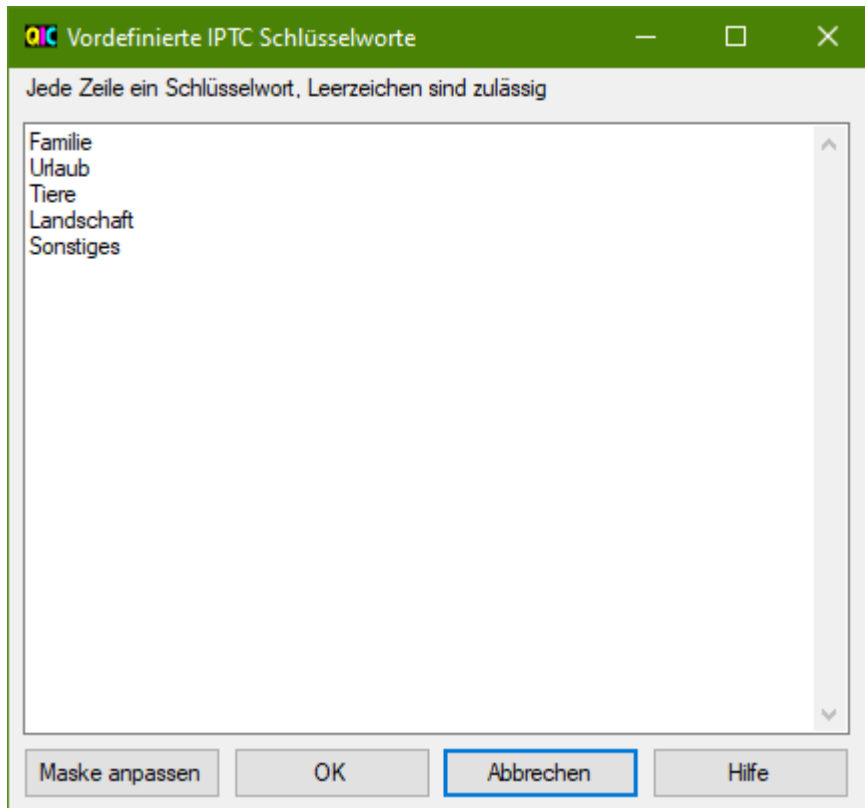 QIC Vordefinierte IPTC Schlüsselworte
Jede Zeile ein Schlüsselwort, Leerzeichen sind zulässig
Familie
Urlaub
Tiere
Landschaft
Sonstiges
Maske anpassen OK Abbrechen Hilfe